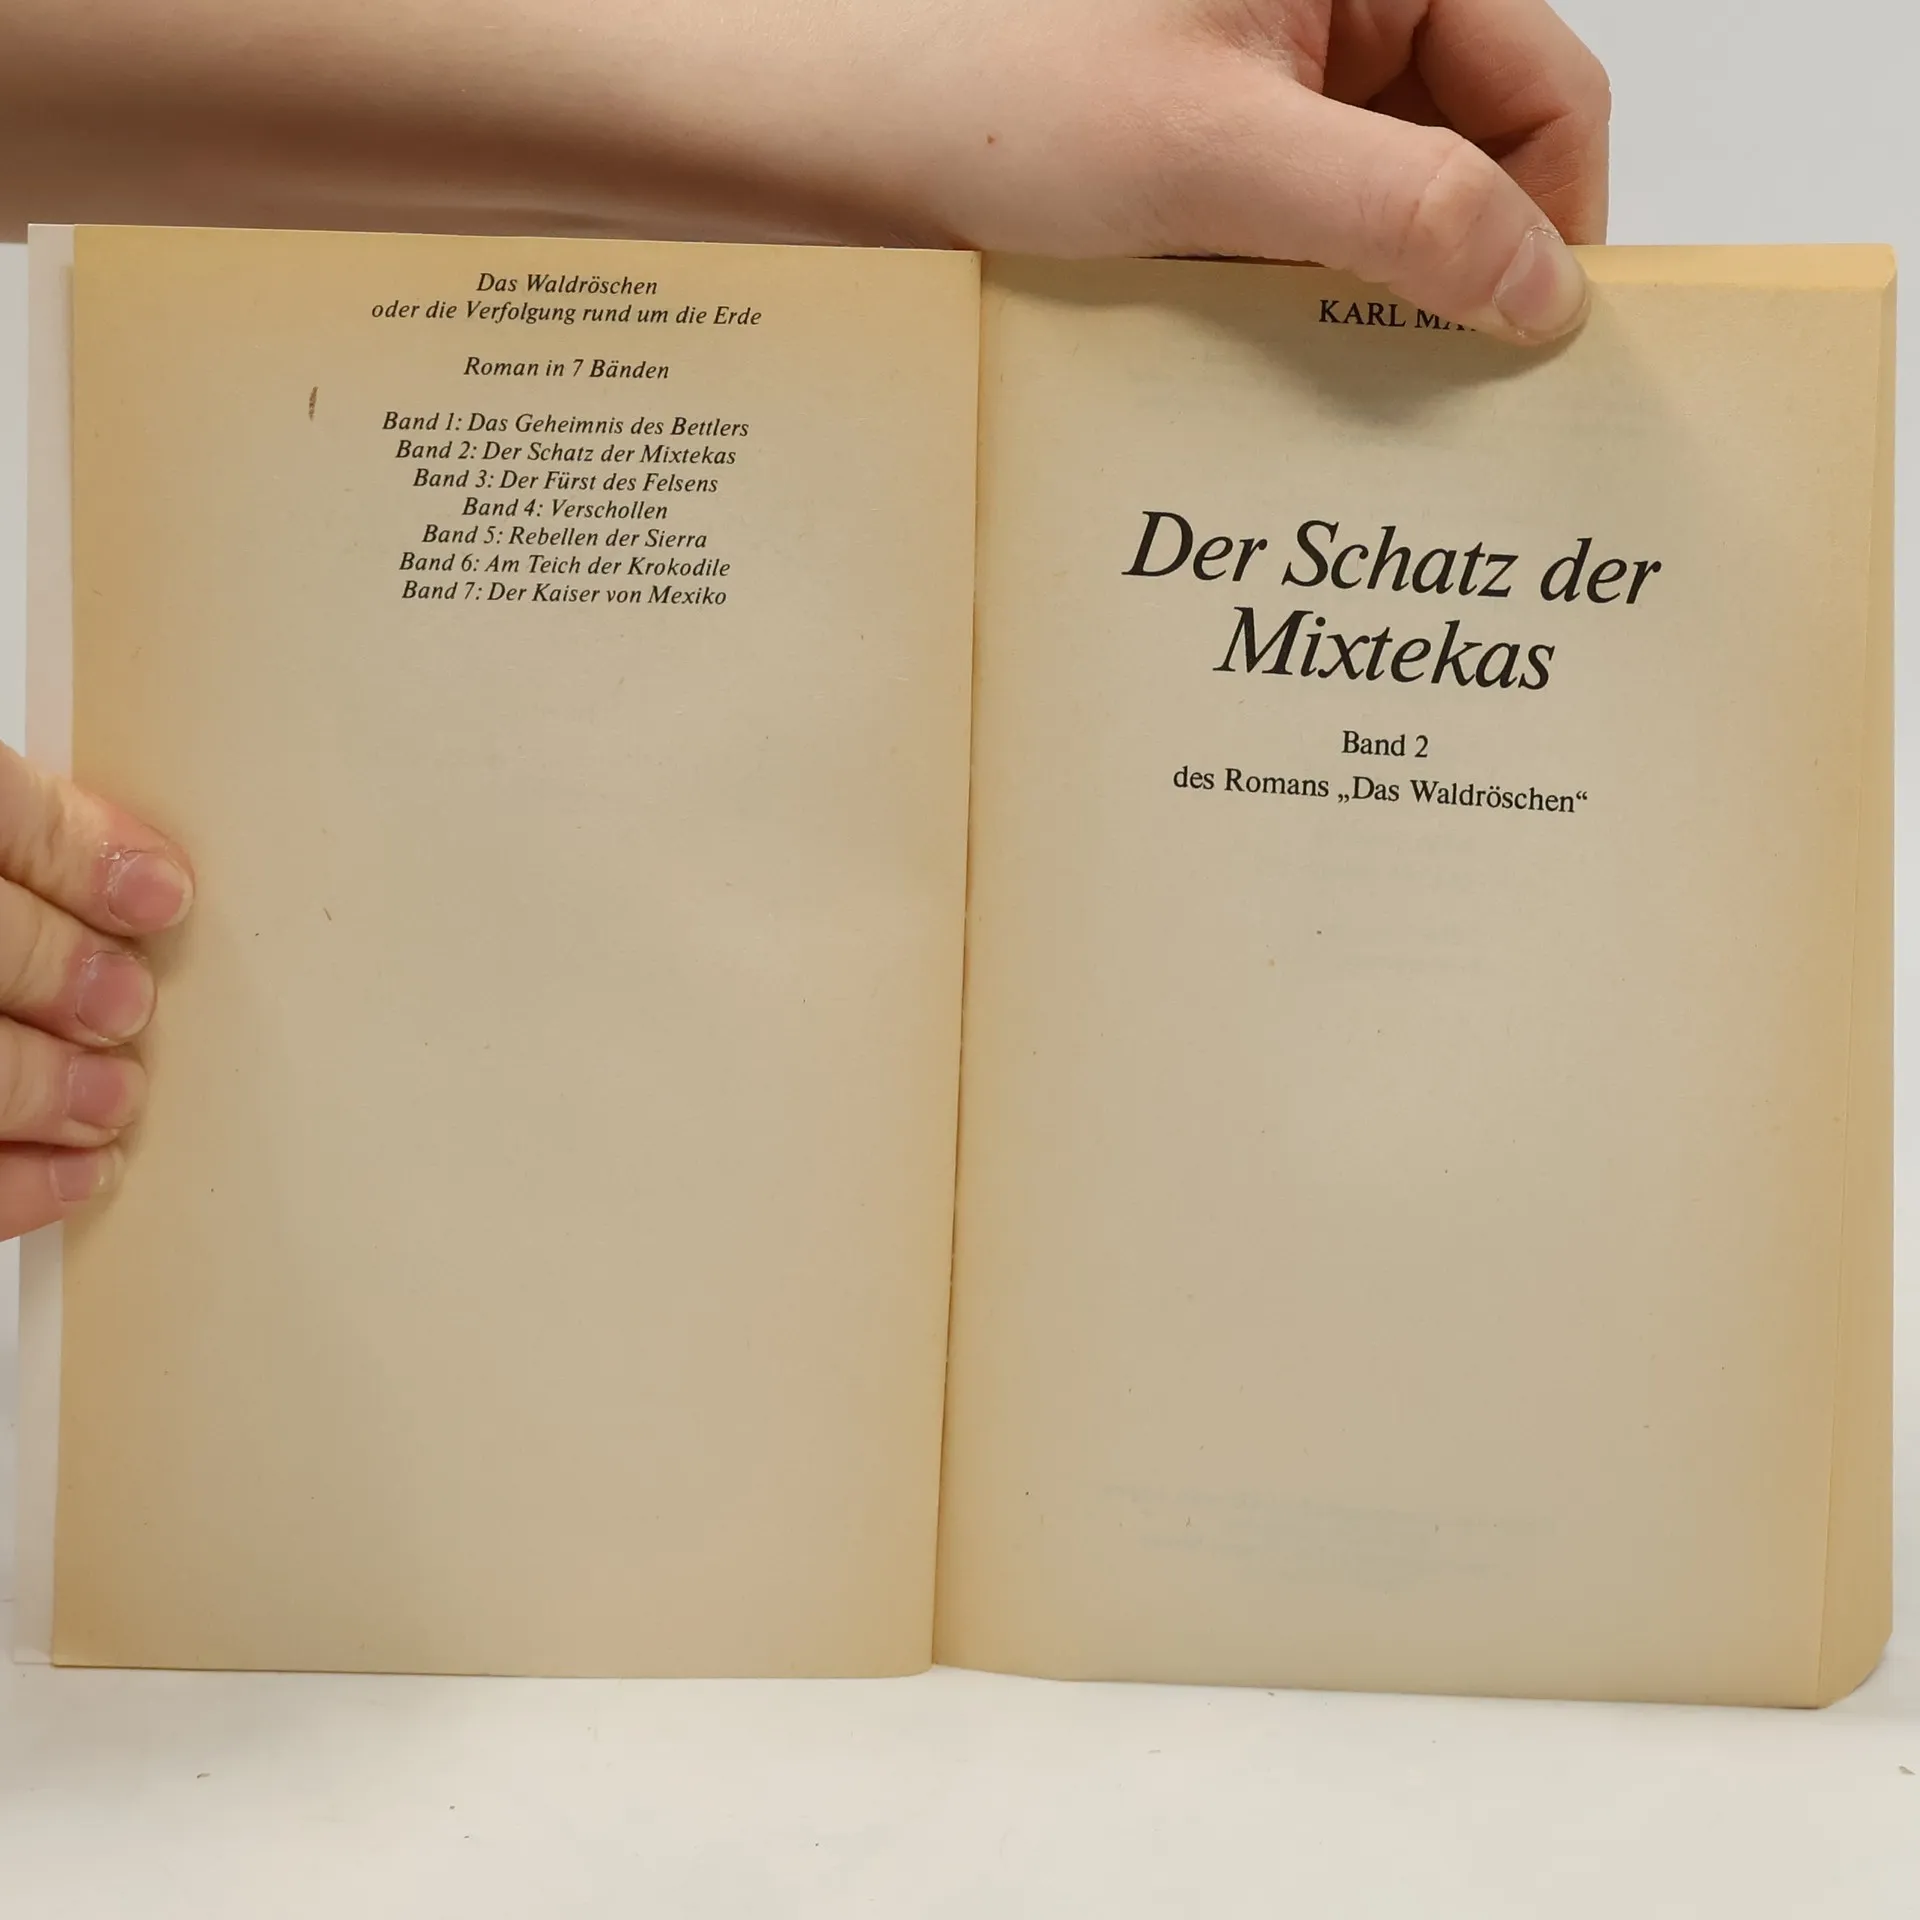 Das Waldröschen
oder die Verfolgung rund um die Erde
Roman in 7 Bänden
Band 1: Das Geheimnis des Bettlers
Band 2: Der Schatz der Mixtekas
Band 3: Der Fürst des Felsens
Band 4: Verschollen
Band 5: Rebellen der Sierra
Band 6: Am Teich der Krokodile
Band 7: Der Kaiser von Mexiko
KARL
Der Schatz der
Mixtekas
Band 2
des Romans „Das Waldröschen“